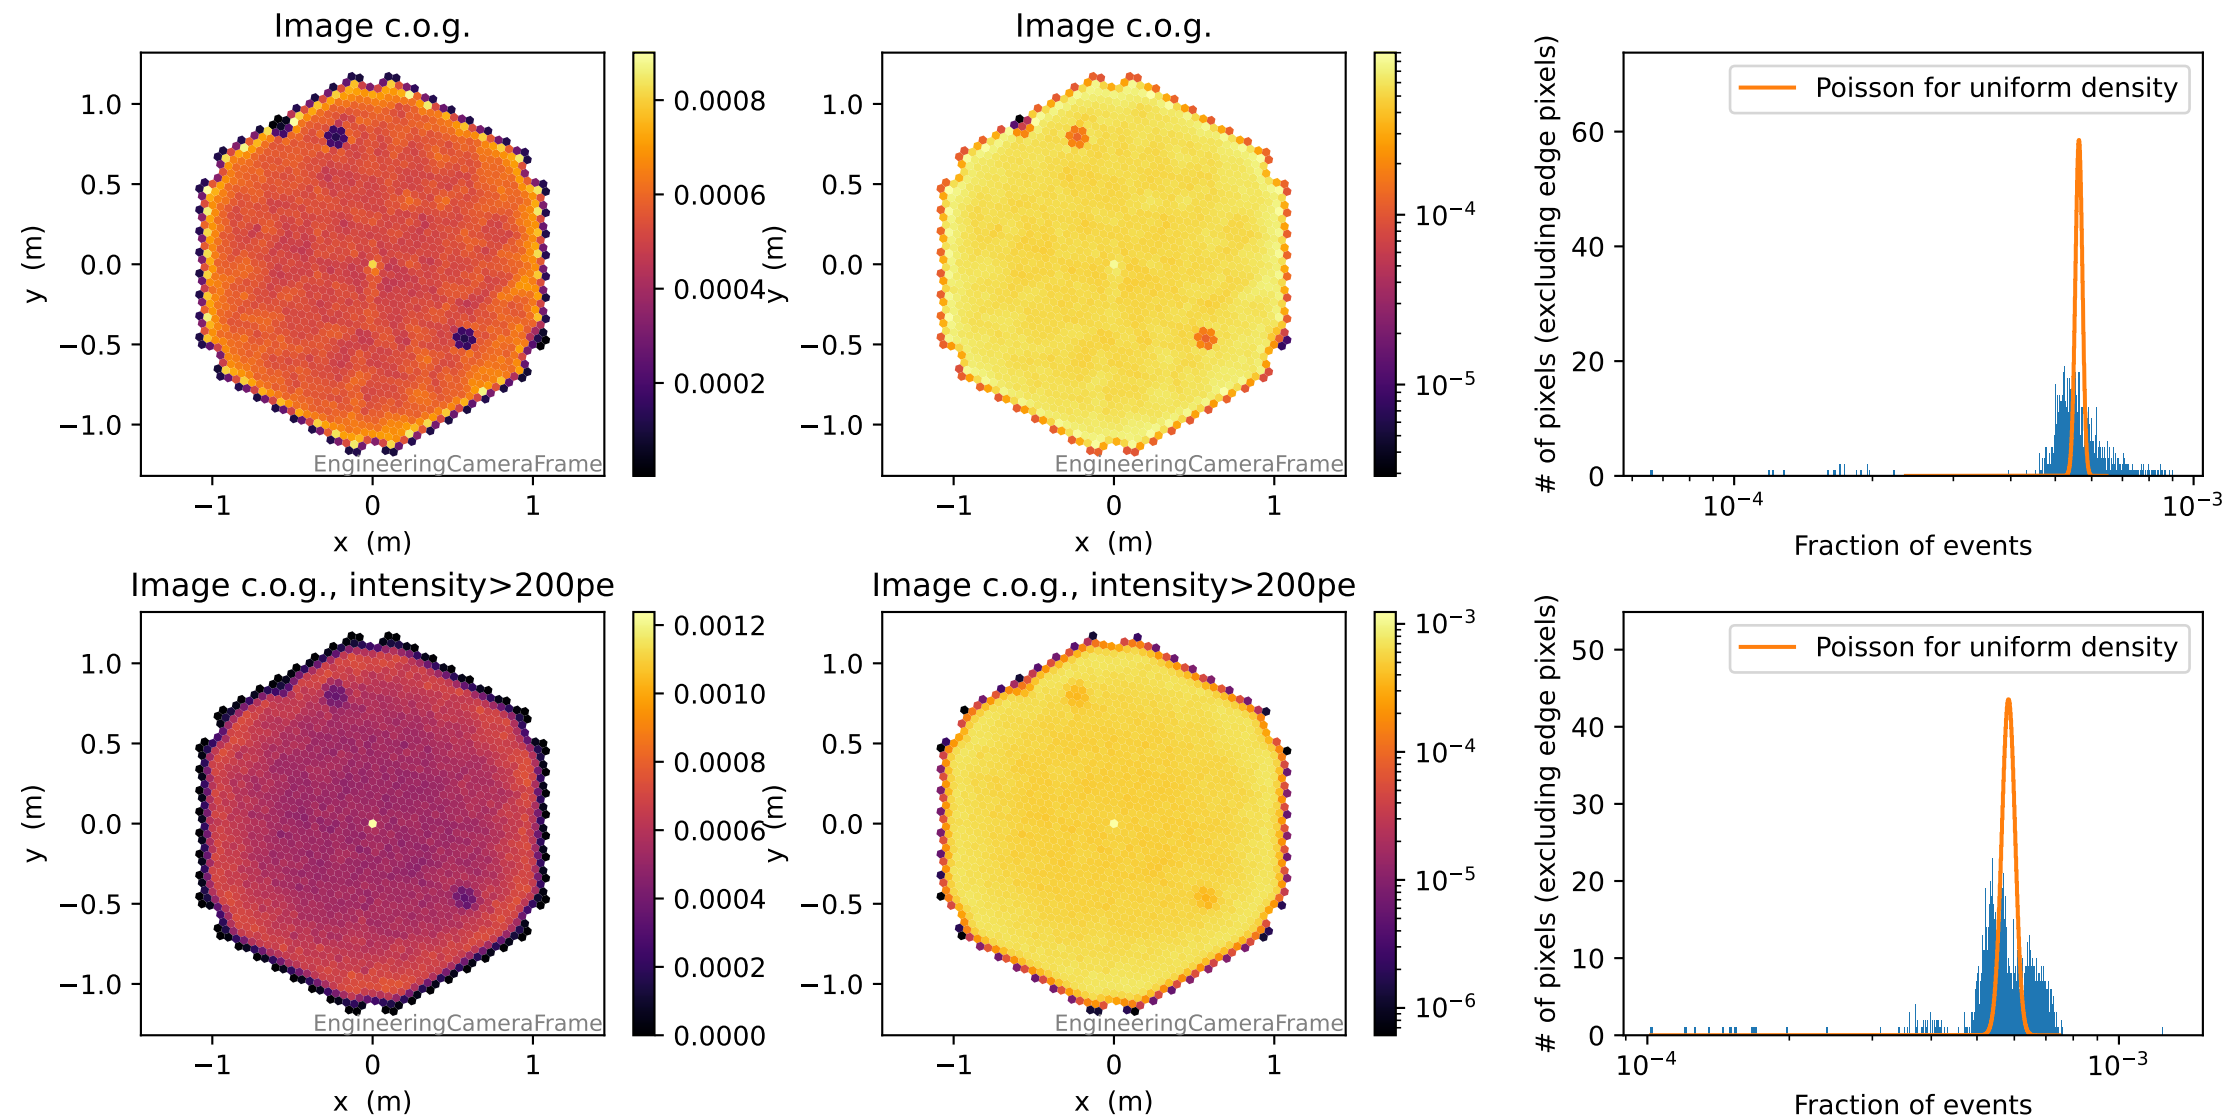 Image c.o.g.
1.0
0.5
0.0
−0.5
−1.0
y (m)
−1
0
1
x (m)
EngineeringCameraFrame
0.0008
0.0006
0.0004
0.0002
Image c.o.g.
1.0
0.5
0.0
−0.5
−1.0
y (m)
−1
0
1
x (m)
EngineeringCameraFrame
10⁻⁴
10⁻⁵
# of pixels (excluding edge pixels)
60
40
20
0
Poisson for uniform density
10⁻⁴
10⁻³
Fraction of events
Image c.o.g., intensity>200pe
1.0
0.5
0.0
−0.5
−1.0
y (m)
−1
0
1
x (m)
EngineeringCameraFrame
0.0012
0.0010
0.0008
0.0006
0.0004
0.0002
0.0000
Image c.o.g., intensity>200pe
1.0
0.5
0.0
−0.5
−1.0
y (m)
−1
0
1
x (m)
EngineeringCameraFrame
10⁻³
10⁻⁴
10⁻⁵
10⁻⁶
# of pixels (excluding edge pixels)
50
40
30
20
10
0
Poisson for uniform density
10⁻⁴
10⁻³
Fraction of events